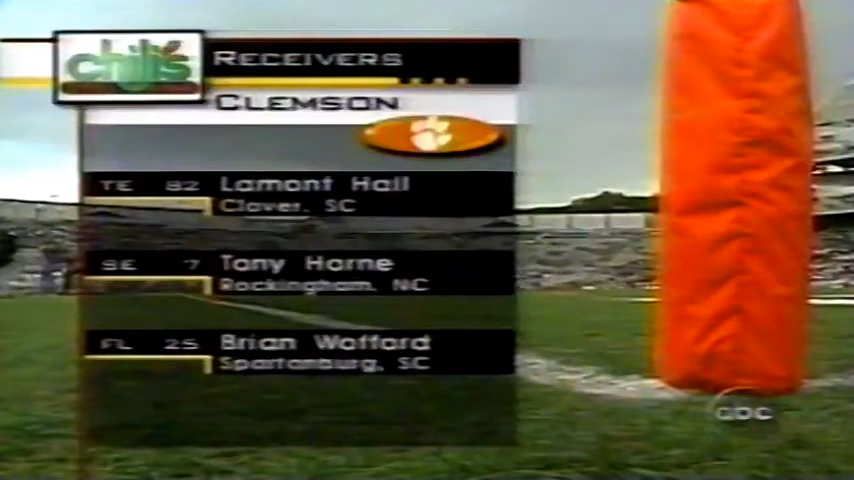 chili's
RECEIVERS
CLEMSON
TE 82 Lamont Hall
Clover, SC
SE 7 Tony Horne
Rockingham, NC
FL 25 Brian Wofford
Spartanburg, SC
abc